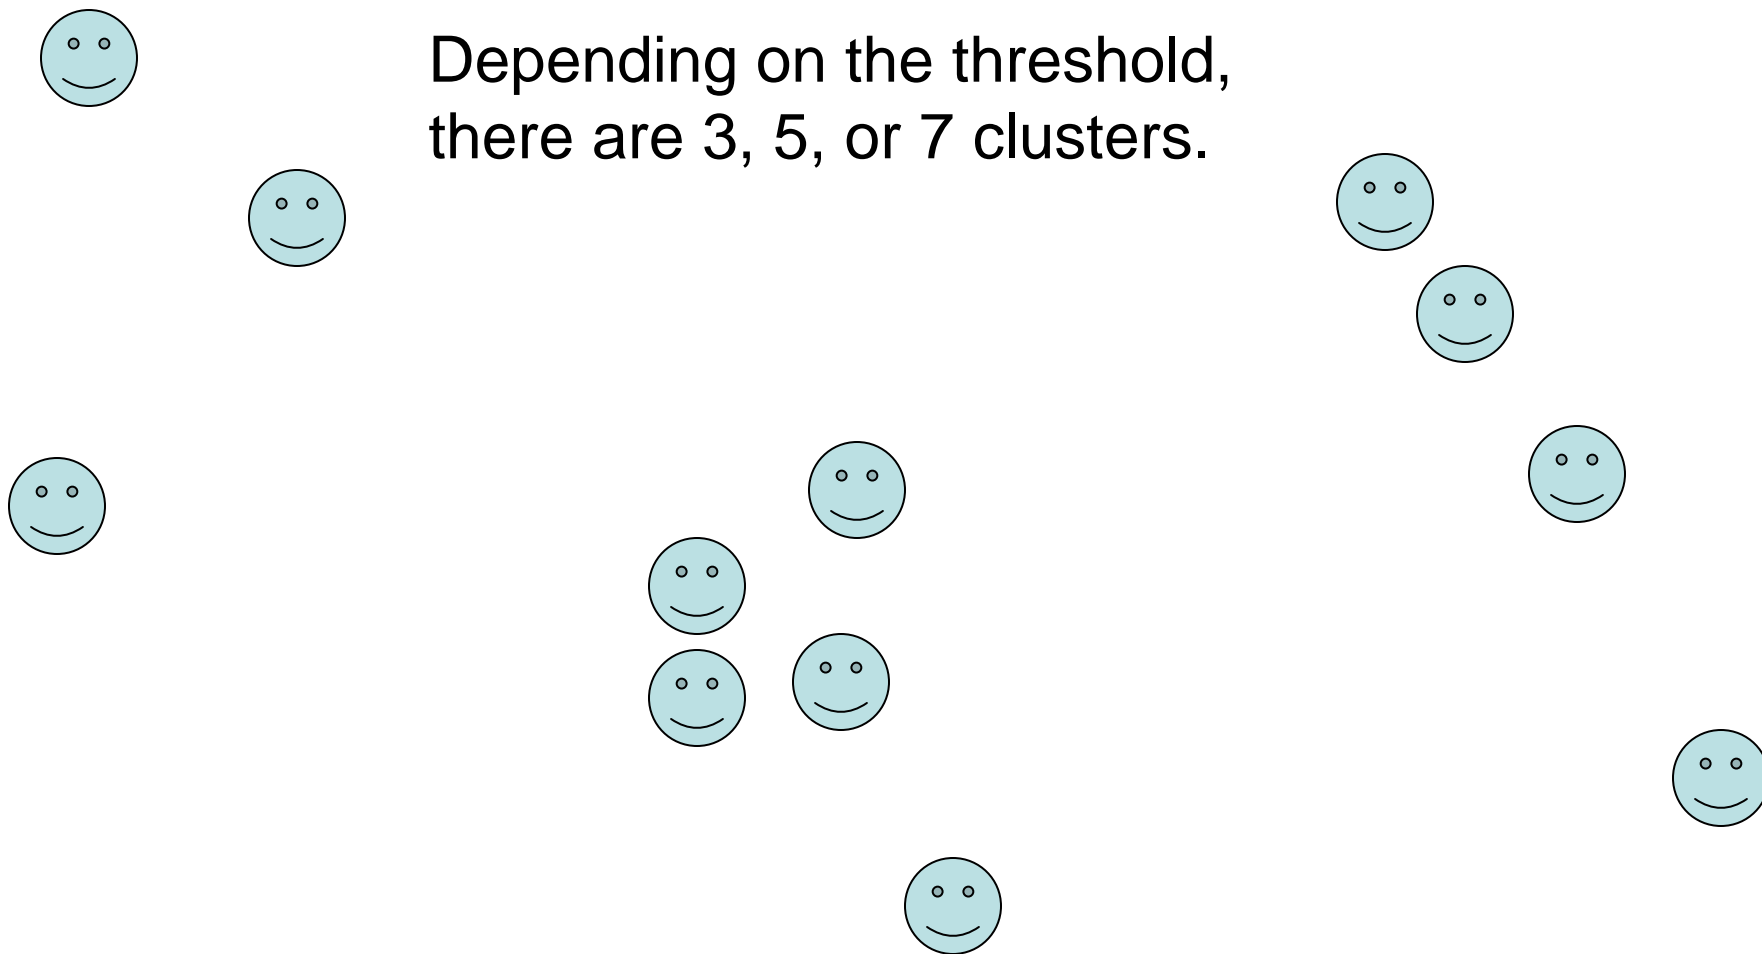 Depending on the threshold,
there are 3, 5, or 7 clusters.